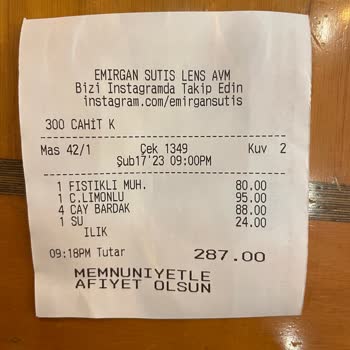 EMIRGAN SUTIS LENS AVM
Bizi Instagramda Takip Edin
instagram.com/emirgansutis
300 CAHiT K
Mas 42/1 Çek 1349 Kuv 2
Şub17'23 09:00PM
1 FISTIKLI MUH. 80.00
1 C.LIMONLU 95.00
4 CAY BARDAK 88.00
1 SU 24.00
ILIK
09:18PM Tutar 287.00
MEMNUNIYETLE
AFIYET OLSUN